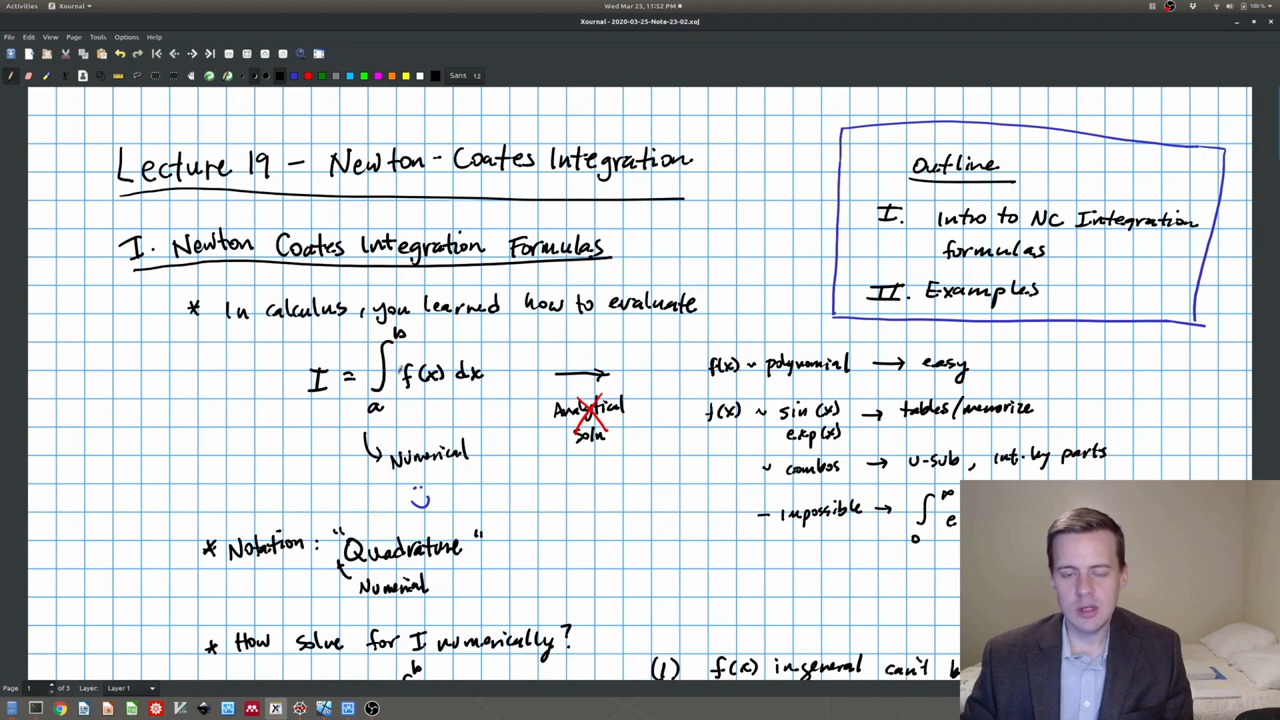 Activities Xournal Wed Mar 25, 11:52 PM 100 %
Xournal - 2020-03-25-Note-23-02.xoj
File Edit View Page Tools Options Help
Sans 12
Lecture 19 - Newton-Coates Integration
Outline
I. Intro to NC Integration
formulas
II. Examples
I. Newton Coates Integration Formulas
* In calculus, you learned how to evaluate
I = ∫ₐᵇ f(x) dx
Analytical
Soln
Numerical
f(x) ~ polynomial → easy
f(x) ~ sin(x) → tables/memorize
exp(x)
~ combos → u-sub, int. by parts
- Impossible → ∫₀^∞ e
* Notation: "Quadrature"
Numerical
* How solve for I numerically?
b
(1) f(x) in general can't b
Page 1 of 3 Layer: Layer 1